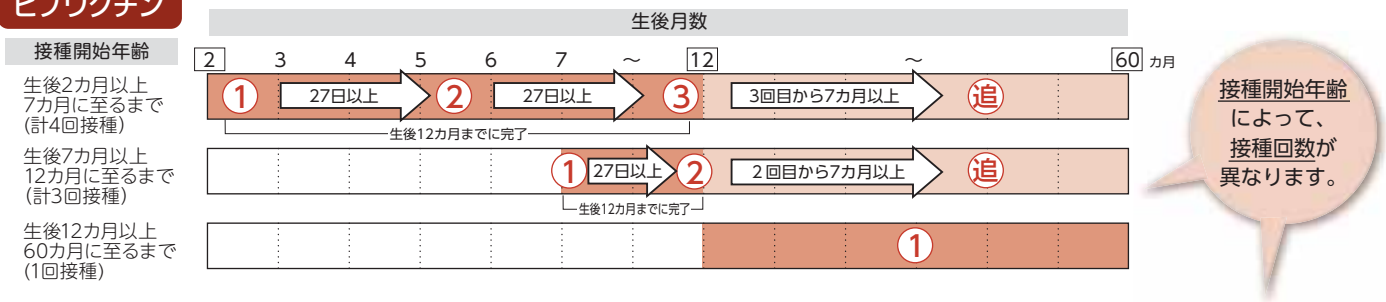 ヒブワクチン
生後月数
接種開始年齢
2 3 4 5 6 7 ～ 12 ～ 60 カ月
生後2カ月以上
7カ月に至るまで
(計4回接種)
① 27日以上 ② 27日以上 ③ 3回目から7カ月以上 追
生後12カ月までに完了
生後7カ月以上
12カ月に至るまで
(計3回接種)
① 27日以上 ② 2回目から7カ月以上 追
生後12カ月までに完了
生後12カ月以上
60カ月に至るまで
(1回接種)
①
接種開始年齢
によって、
接種回数が
異なります。